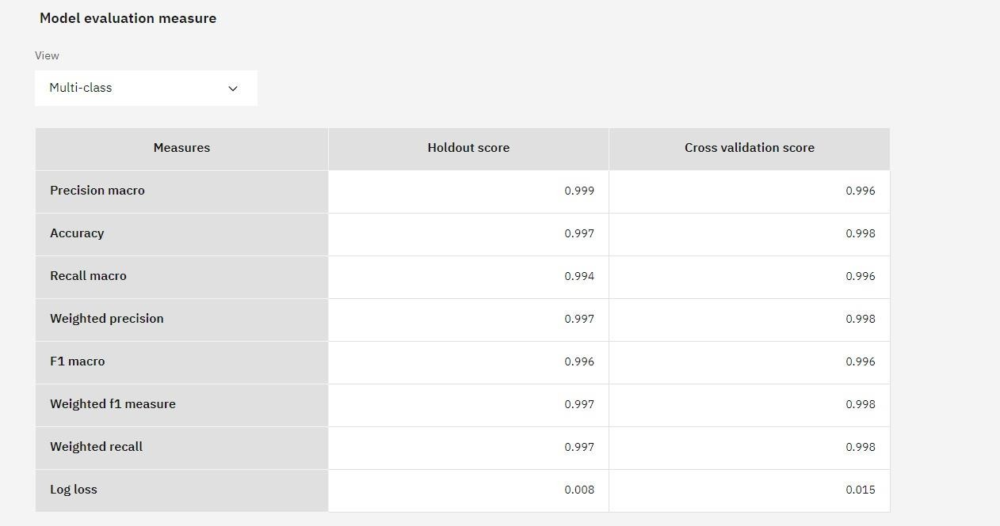 Model evaluation measure
View
Multi-class
Measures Holdout score Cross validation score
Precision macro 0.999 0.996
Accuracy 0.997 0.998
Recall macro 0.994 0.996
Weighted precision 0.997 0.998
F1 macro 0.996 0.996
Weighted f1 measure 0.997 0.998
Weighted recall 0.997 0.998
Log loss 0.008 0.015